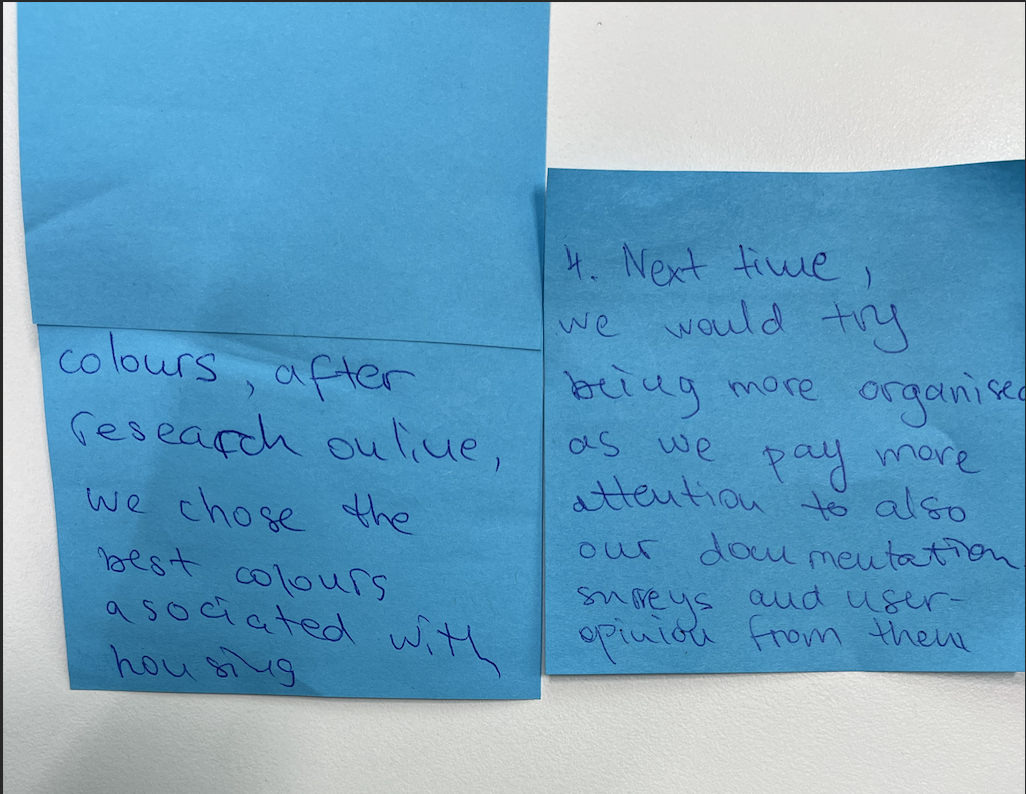 colours, after
research online,
we chose the
best colours
asociated with
housing
4. Next time,
we would try
being more organised
as we pay more
attention to also
our documentation
surveys and user-
opinion from them